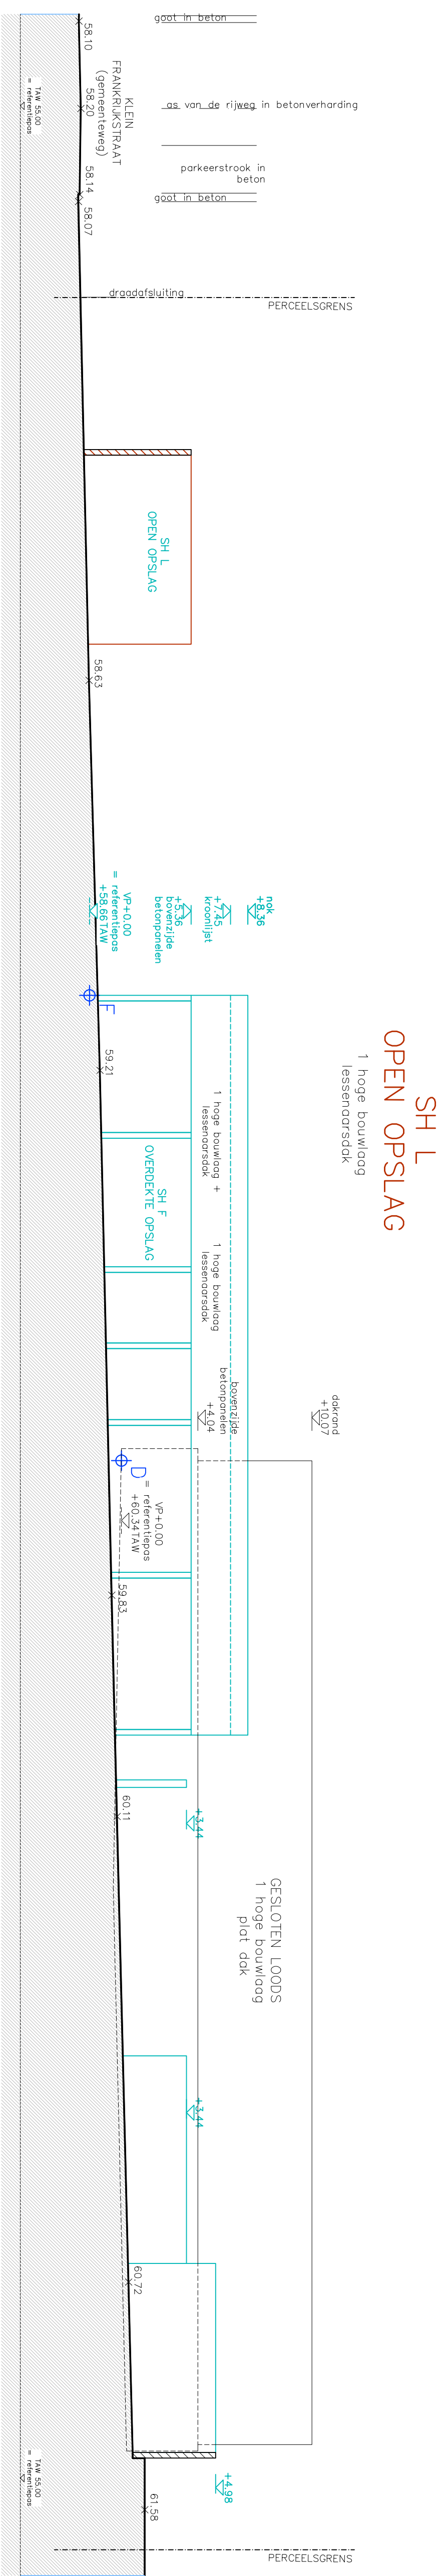 SH L
OPEN OPSLAG
1 hoge bouwlaag
lessenaarsdak
goot in beton
as van de rijweg in betonverharding
parkeerstrook in
beton
goot in beton
58.10
58.20
58.14
58.07
KLEIN
FRANKRIJKSTRAAT
(gemeenteweg)
TAW 55.00
= referentiepas
draadafsluiting
PERCEELSGRENS
SH L
OPEN OPSLAG
58.63
nok
+8.36
+7.45
kroonlijst
+5.36
bovenzijde
betonpanelen
VP+0.00
= referentiepas
+58.66TAW
F
59.21
1 hoge bouwlaag +
lessenaarsdak
SH F
OVERDEKTE OPSLAG
1 hoge bouwlaag
lessenaarsdak
dakrand
+10.07
bovenzijde
betonpanelen
+4.04
D
VP+0.00
= referentiepas
+60.34TAW
59.83
60.11
+3.44
GESLOTEN LOODS
1 hoge bouwlaag
plat dak
+3.44
60.72
+4.98
61.58
TAW 55.00
= referentiepas
PERCEELSGRENS